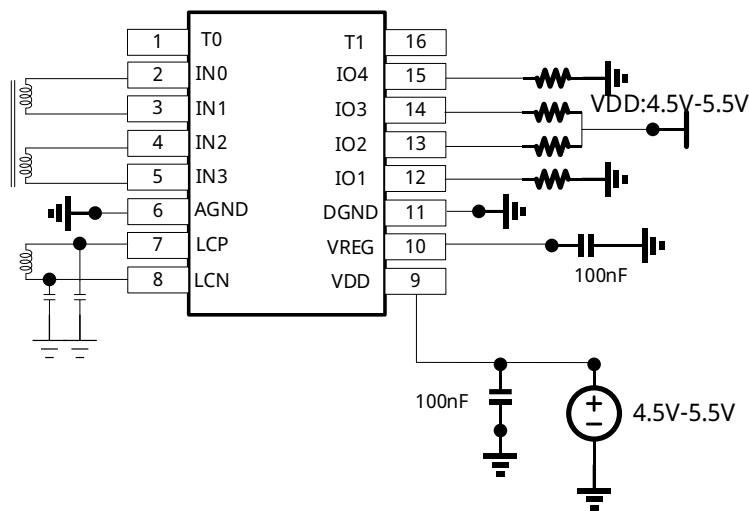 1 T0 T1 16
2 IN0 IO4 15
3 IN1 IO3 14 VDD:4.5V-5.5V
4 IN2 IO2 13
5 IN3 IO1 12
6 AGND DGND 11
7 LCP VREG 10
100nF
8 LCN VDD 9
100nF
+
4.5V-5.5V
−